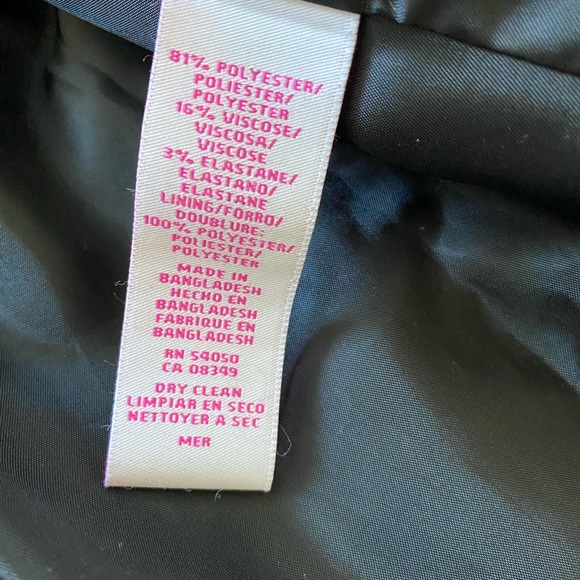 81% POLYESTER/
POLIESTER/
POLYESTER
16% VISCOSE/
VISCOSA/
VISCOSE
3% ELASTANE/
ELASTANO/
ELASTANE
LINING/FORRO/
DOUBLURE:
100% POLYESTER/
POLIESTER/
POLYESTER
MADE IN
BANGLADESH
HECHO EN
BANGLADESH
FABRIQUE EN
BANGLADESH
RN 54050
CA 08349
DRY CLEAN
LIMPIAR EN SECO
NETTOYER A SEC
MER